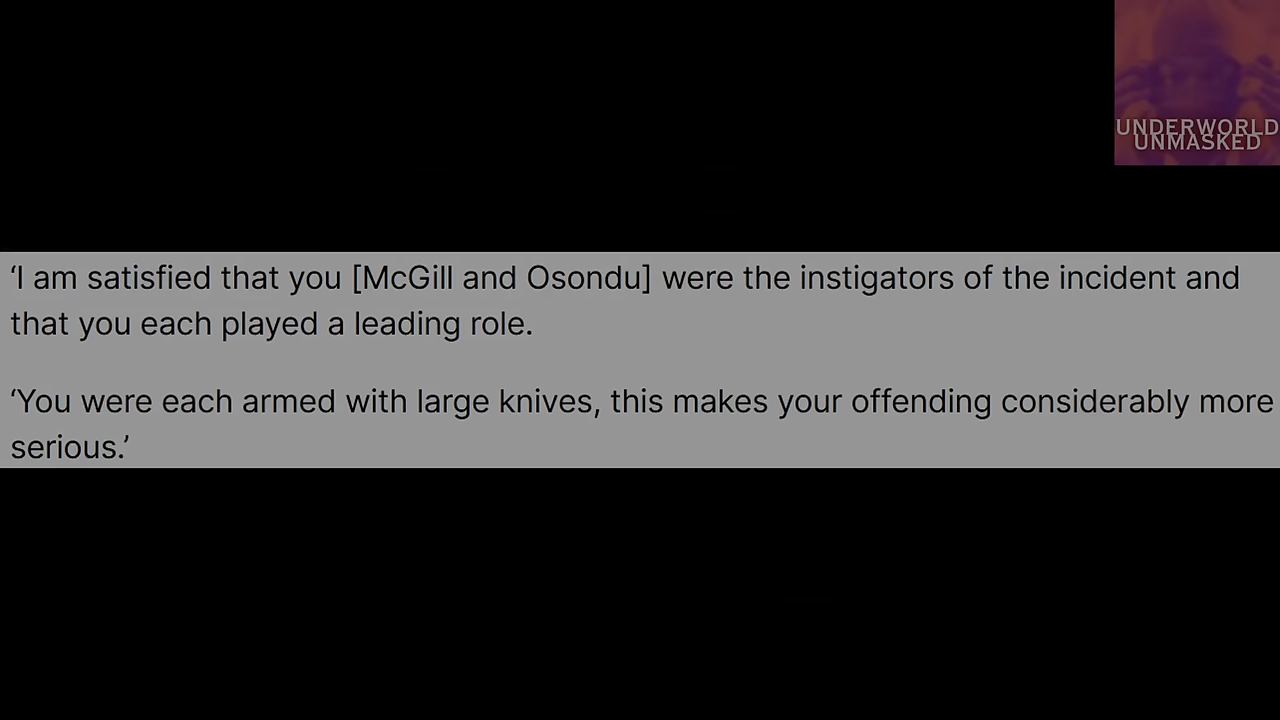 UNDERWORLD
UNMASKED
‘I am satisfied that you [McGill and Osondu] were the instigators of the incident and
that you each played a leading role.
‘You were each armed with large knives, this makes your offending considerably more
serious.’